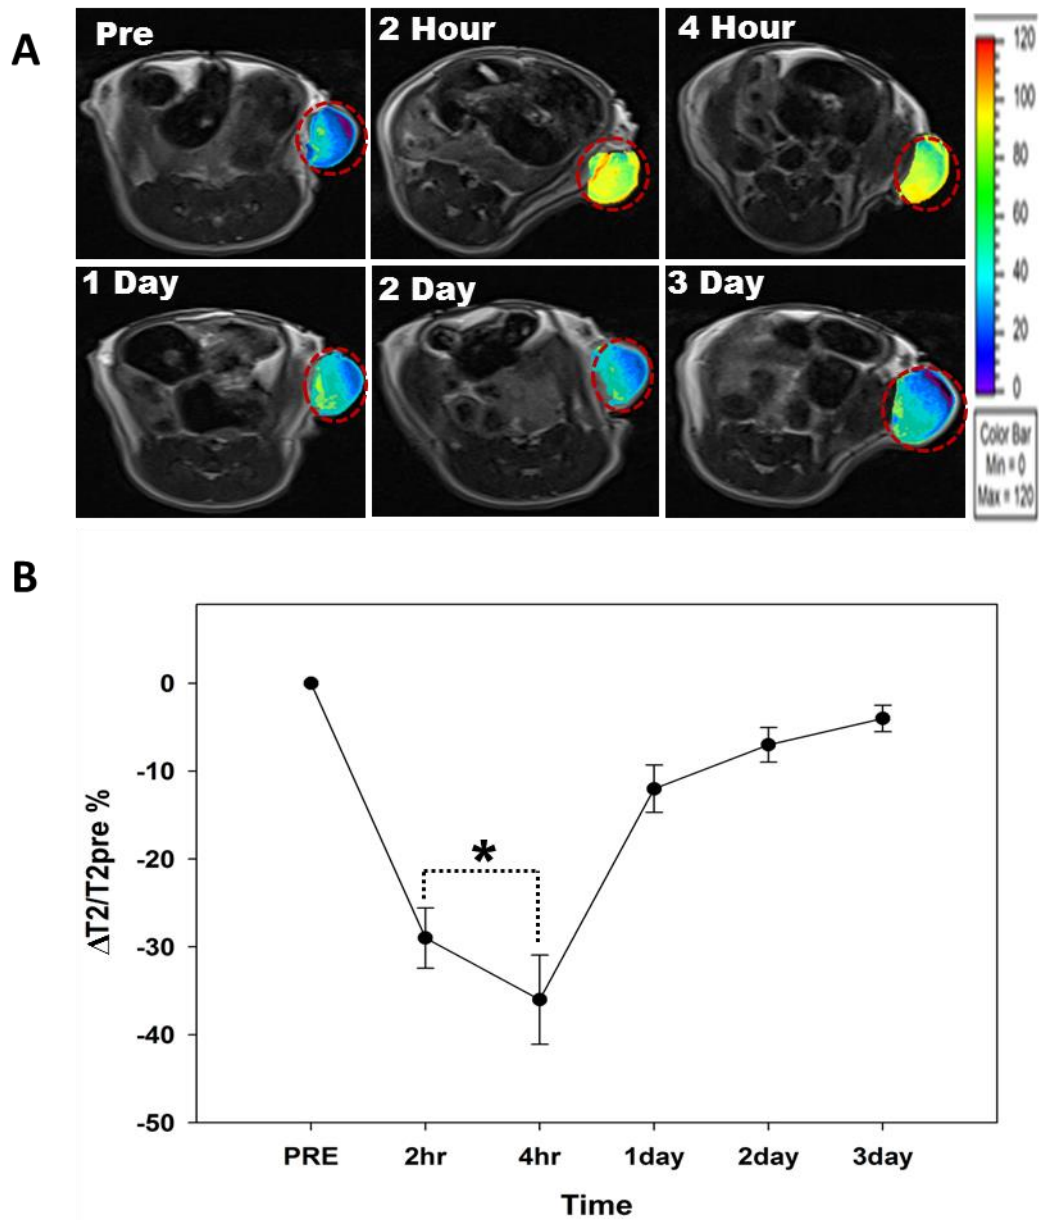 A
Pre
2 Hour
4 Hour
1 Day
2 Day
3 Day
120
100
80
60
40
20
0
Color Bar
Min = 0
Max = 120
B
0
-10
-20
-30
-40
-50
ΔT2/T2pre %
*
PRE 2hr 4hr 1day 2day 3day
Time